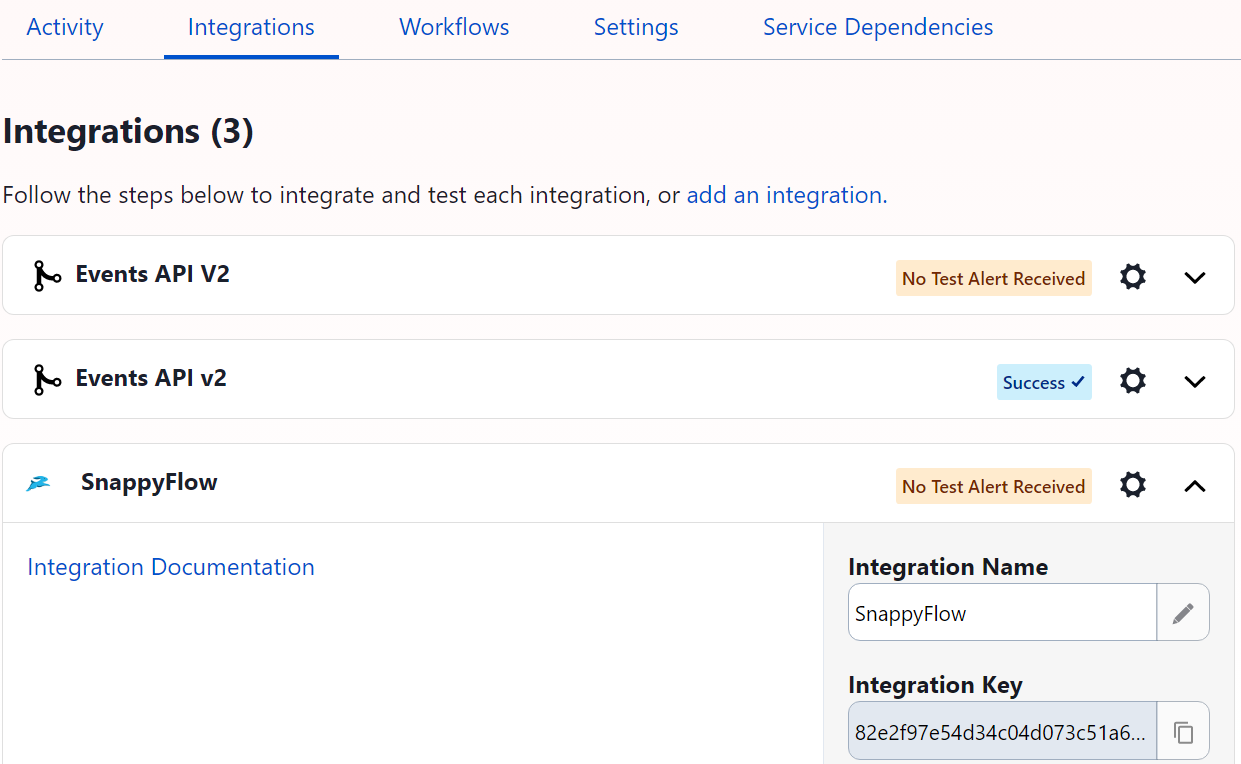 Activity Integrations Workflows Settings Service Dependencies
Integrations (3)
Follow the steps below to integrate and test each integration, or add an integration.
Events API V2 No Test Alert Received
Events API v2 Success
SnappyFlow No Test Alert Received
Integration Documentation
Integration Name
SnappyFlow
Integration Key
82e2f97e54d34c04d073c51a6...